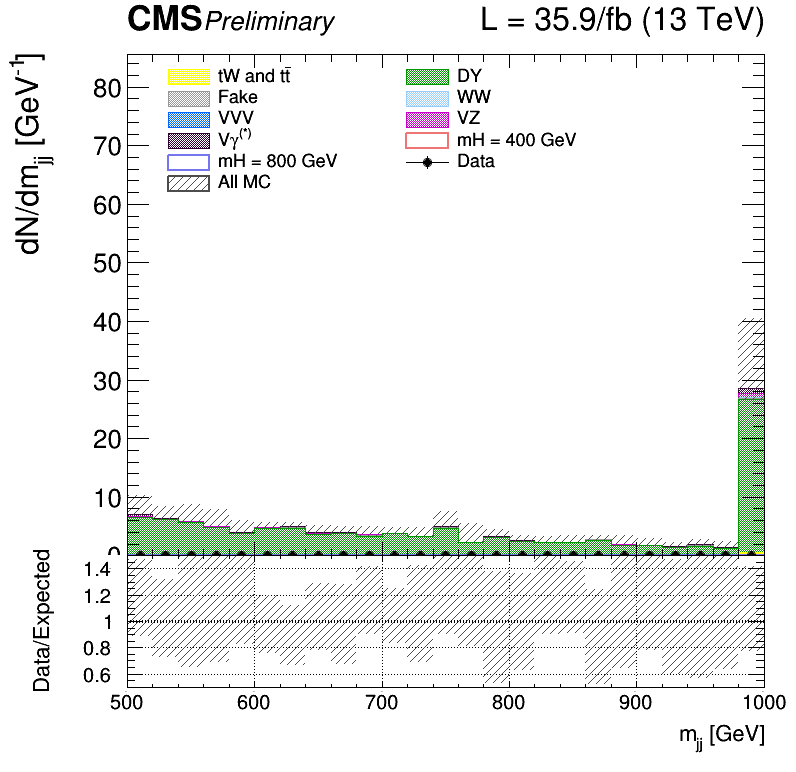 CMS Preliminary L = 35.9/fb (13 TeV)
dN/dm_jj [GeV^-1]
tW and tt̄ DY
Fake WW
VVV VZ
Vγ^(*) mH = 400 GeV
mH = 800 GeV Data
All MC
80
70
60
50
40
30
20
10
0
Data/Expected
1.4
1.2
1
0.8
0.6
500 600 700 800 900 1000
m_jj [GeV]